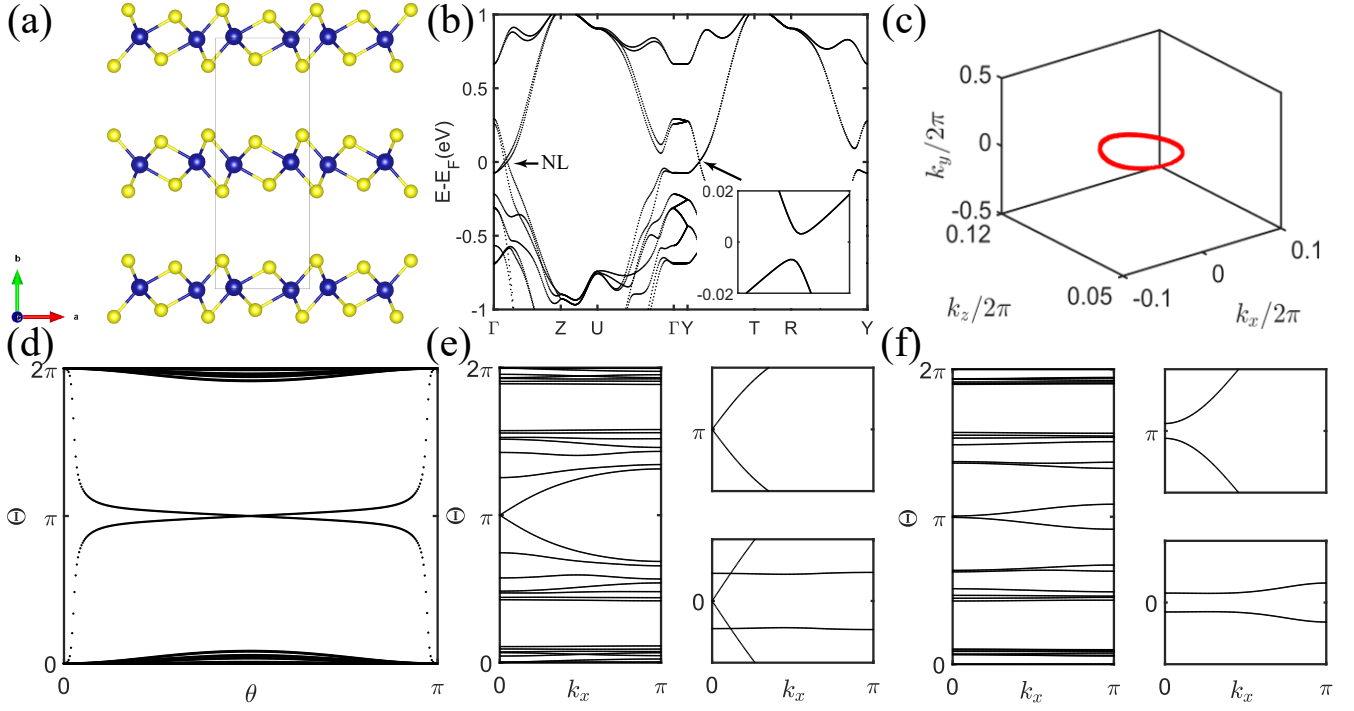 (a)
b
a
(b)
1
0.5
0
-0.5
-1
E-E_F(eV)
NL
0.02
0
-0.02
Γ Z U Γ Y T R Y
(c)
0.5
0
-0.5
k_y/2π
0.12
0.05
k_z/2π
-0.1
0
0.1
k_x/2π
(d)
2π
π
0
Θ
0 θ π
(e)
2π
π
0
Θ
0 k_x π
π
0
0 k_x π
(f)
2π
π
0
Θ
0 k_x π
π
0
0 k_x π